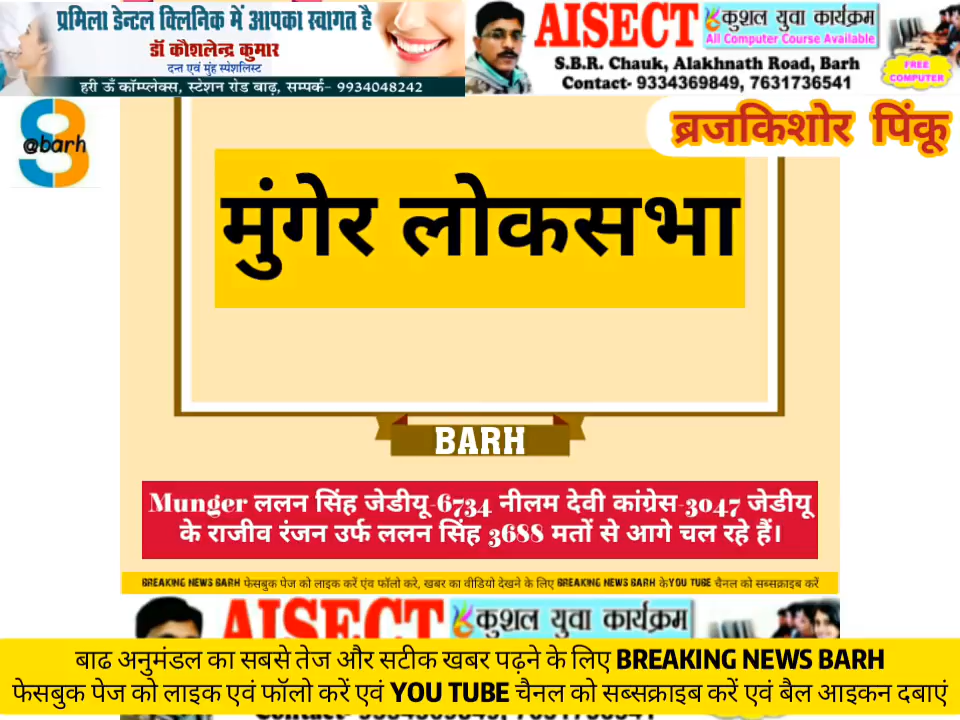 प्रमिला डेन्टल क्लिनिक में आपका स्वागत है
डॉ कौशलेन्द्र कुमार
दन्त एवं मुंह स्पेशलिस्ट
हरी ऊँ कॉम्प्लेक्स, स्टेशन रोड बाढ़, सम्पर्क- 9934048242
AISECT कुशल युवा कार्यक्रम
All Computer Course Available
S.B.R. Chauk, Alakhnath Road, Barh
Contact- 9334369849, 7631736541
FREE
COMPUTER
@barh
ब्रजकिशोर पिंकू
मुंगेर लोकसभा
BARH
Munger ललन सिंह जेडीयू-6734 नीलम देवी कांग्रेस-3047 जेडीयू
के राजीव रंजन उर्फ ललन सिंह 3688 मतों से आगे चल रहे हैं।
BREAKING NEWS BARH फेसबुक पेज को लाइक करें एंव फॉलो करे, खबर का वीडियो देखने के लिए BREAKING NEWS BARH के YOU TUBE चैनल को सब्सक्राइब करें
AISECT कुशल युवा कार्यक्रम
बाढ अनुमंडल का सबसे तेज और सटीक खबर पढ़ने के लिए BREAKING NEWS BARH
फेसबुक पेज को लाइक एवं फॉलो करें एवं YOU TUBE चैनल को सब्सक्राइब करें एवं बैल आइकन दबाएं